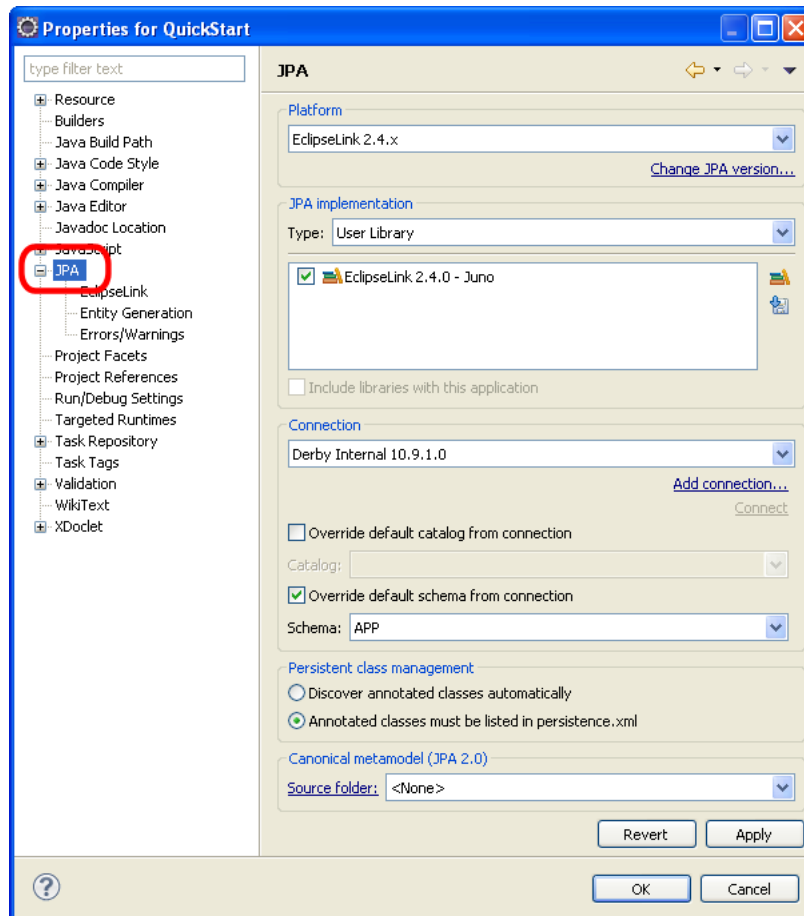 Properties for QuickStart
type filter text
Resource
Builders
Java Build Path
Java Code Style
Java Compiler
Java Editor
Javadoc Location
JavaScript
JPA
EclipseLink
Entity Generation
Errors/Warnings
Project Facets
Project References
Run/Debug Settings
Targeted Runtimes
Task Repository
Task Tags
Validation
WikiText
XDoclet
JPA
Platform
EclipseLink 2.4.x
Change JPA version...
JPA implementation
Type: User Library
EclipseLink 2.4.0 - Juno
Include libraries with this application
Connection
Derby Internal 10.9.1.0
Add connection...
Connect
Override default catalog from connection
Catalog:
Override default schema from connection
Schema: APP
Persistent class management
Discover annotated classes automatically
Annotated classes must be listed in persistence.xml
Canonical metamodel (JPA 2.0)
Source folder: <None>
Revert Apply
? OK Cancel